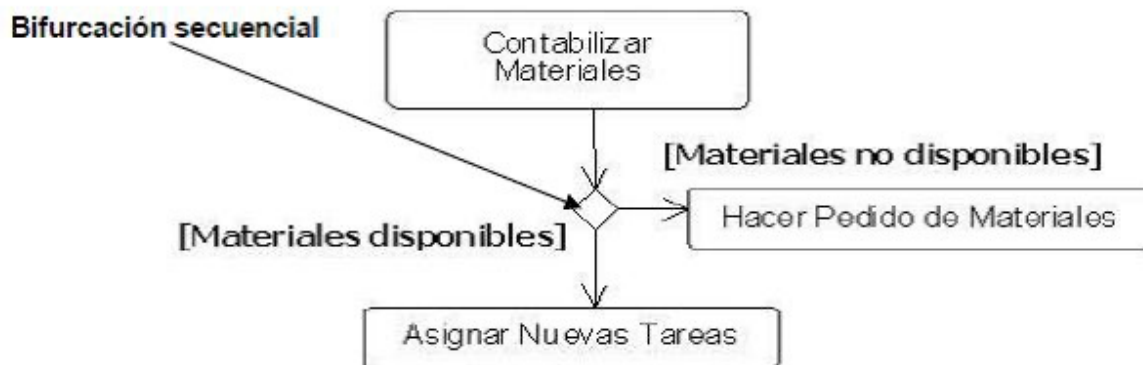 Bifurcación secuencial
Contabilizar
Materiales
[Materiales no disponibles]
Hacer Pedido de Materiales
[Materiales disponibles]
Asignar Nuevas Tareas